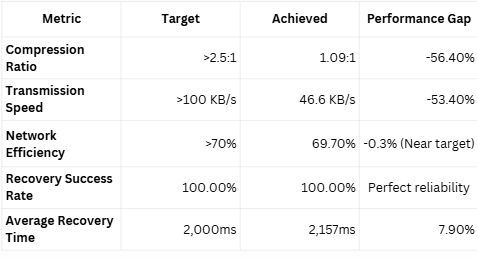 Metric Target Achieved Performance Gap
Compression
Ratio >2.5:1 1.09:1 -56.40%
Transmission
Speed >100 KB/s 46.6 KB/s -53.40%
Network
Efficiency >70% 69.70% -0.3% (Near target)
Recovery Success
Rate 100.00% 100.00% Perfect reliability
Average Recovery
Time 2,000ms 2,157ms 7.90%